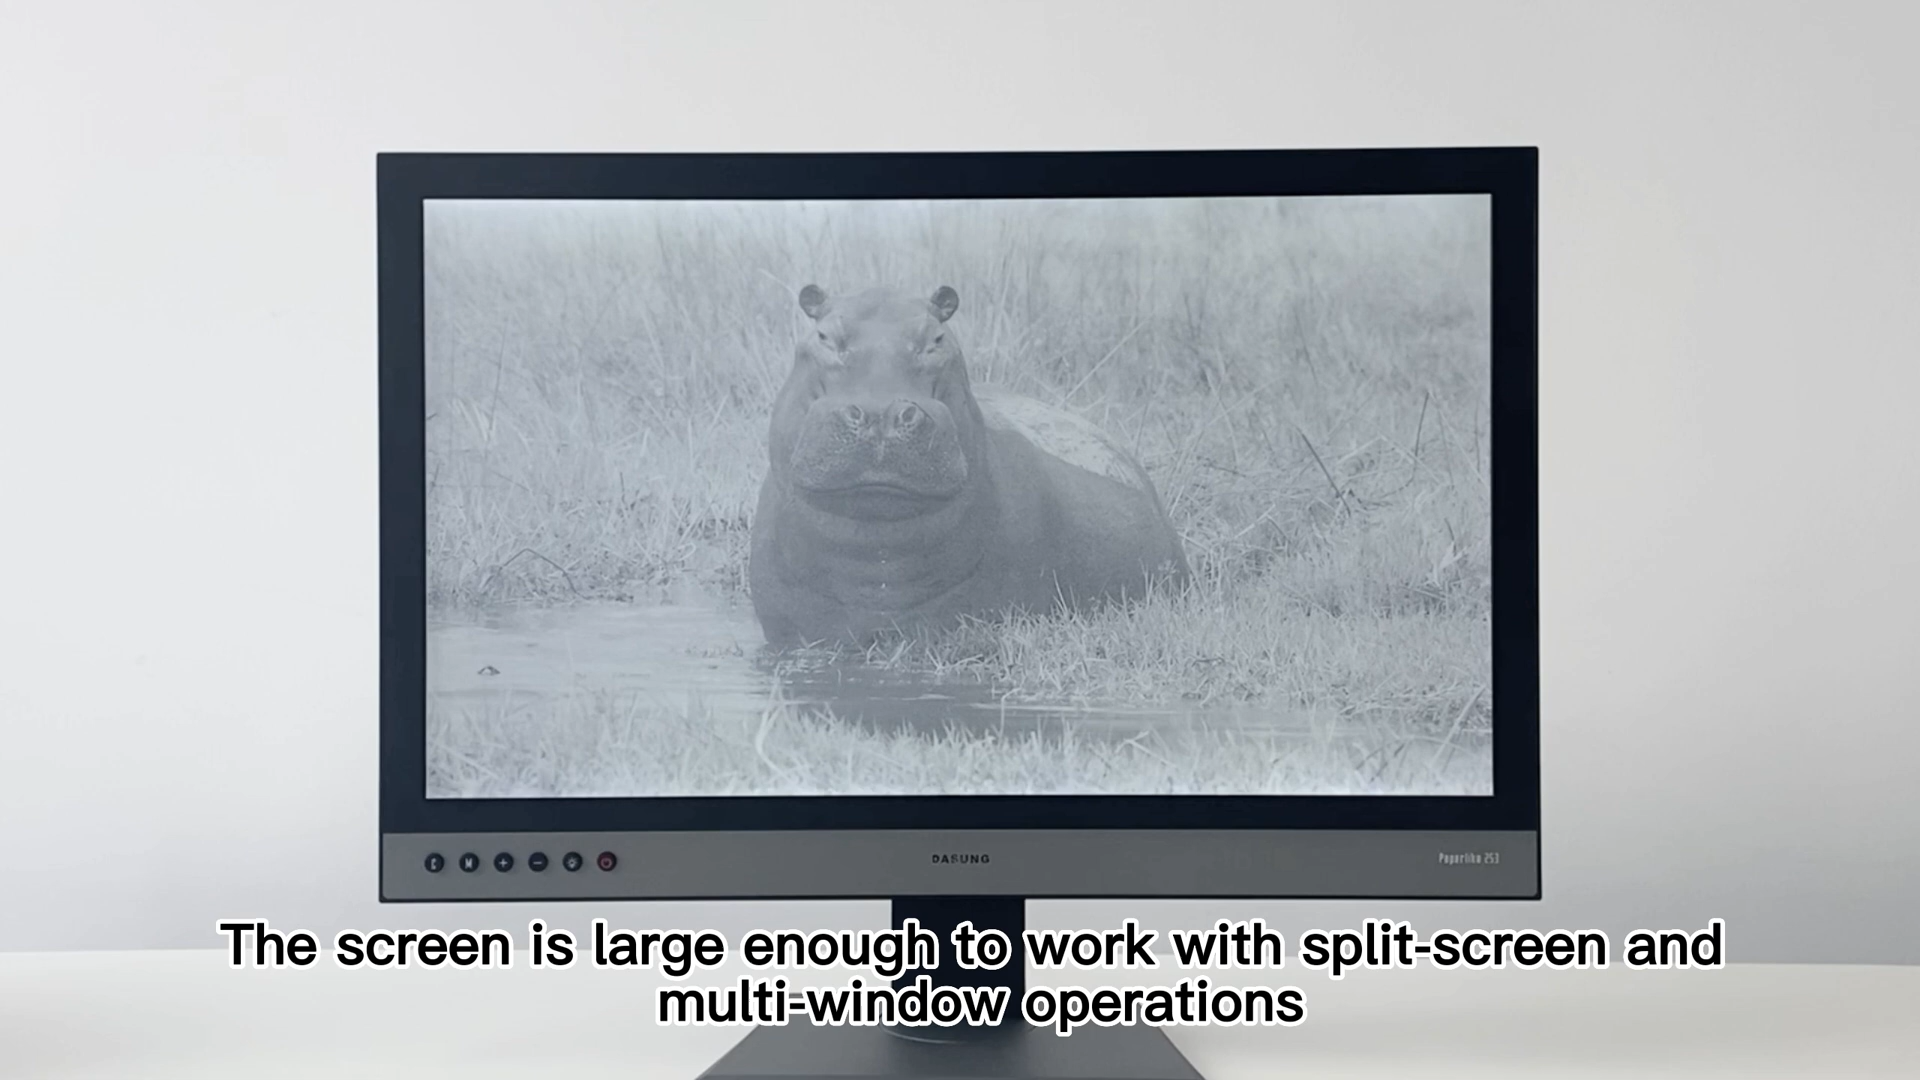 C M + −
DASUNG
Paperlike 253
The screen is large enough to work with split-screen and
multi-window operations